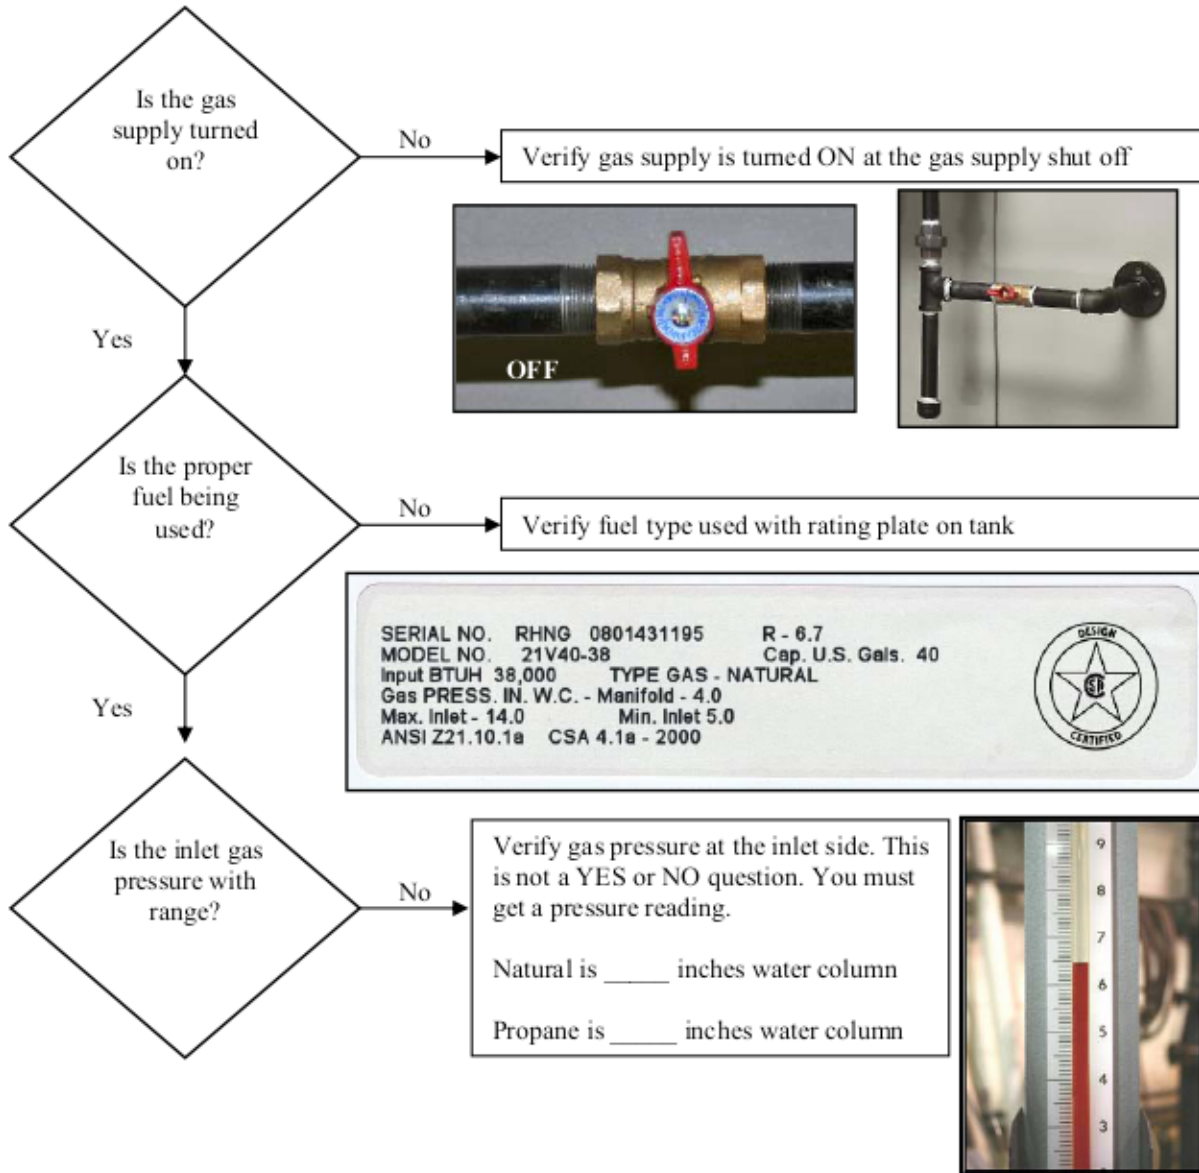 Is the gas
supply turned
on?
No
Verify gas supply is turned ON at the gas supply shut off
OFF
Yes
Is the proper
fuel being
used?
No
Verify fuel type used with rating plate on tank
SERIAL NO. RHNG 0801431195 R - 6.7
MODEL NO. 21V40-38 Cap. U.S. Gals. 40
Input BTUH 38,000 TYPE GAS - NATURAL
Gas PRESS. IN. W.C. - Manifold - 4.0
Max. Inlet - 14.0 Min. Inlet 5.0
ANSI Z21.10.1a CSA 4.1a - 2000
DESIGN
CERTIFIED
Yes
Is the inlet gas
pressure with
range?
No
Verify gas pressure at the inlet side. This
is not a YES or NO question. You must
get a pressure reading.
Natural is _____ inches water column
Propane is _____ inches water column
9
8
7
6
5
4
3